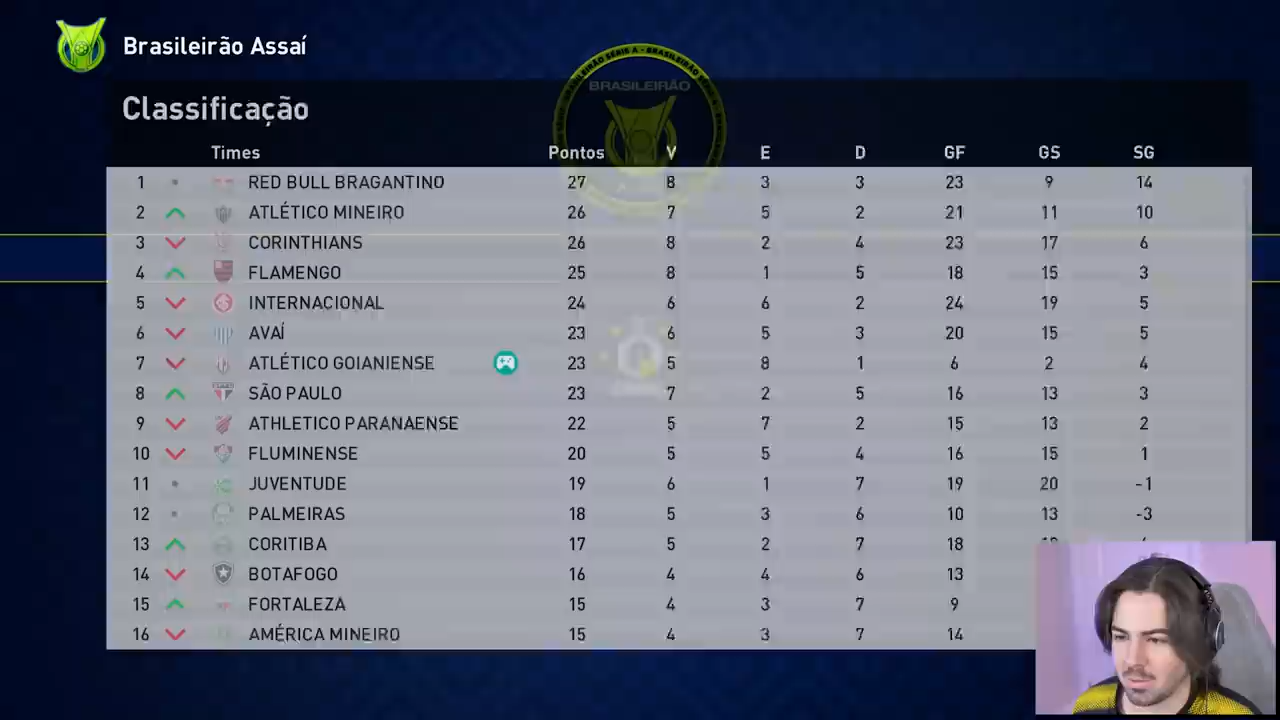 Brasileirão Assaí
BRASILEIRÃO SÉRIE A - BRASILEIRÃO
BRASILEIRÃO
Classificação
Times Pontos V E D GF GS SG
1 RED BULL BRAGANTINO 27 8 3 3 23 9 14
2 ATLÉTICO MINEIRO 26 7 5 2 21 11 10
3 CORINTHIANS 26 8 2 4 23 17 6
4 FLAMENGO 25 8 1 5 18 15 3
5 INTERNACIONAL 24 6 6 2 24 19 5
6 AVAÍ 23 6 5 3 20 15 5
7 ATLÉTICO GOIANIENSE 23 5 8 1 6 2 4
8 SÃO PAULO 23 7 2 5 16 13 3
9 ATHLETICO PARANAENSE 22 5 7 2 15 13 2
10 FLUMINENSE 20 5 5 4 16 15 1
11 JUVENTUDE 19 6 1 7 19 20 -1
12 PALMEIRAS 18 5 3 6 10 13 -3
13 CORITIBA 17 5 2 7 18
14 BOTAFOGO 16 4 4 6 13
15 FORTALEZA 15 4 3 7 9
16 AMÉRICA MINEIRO 15 4 3 7 14